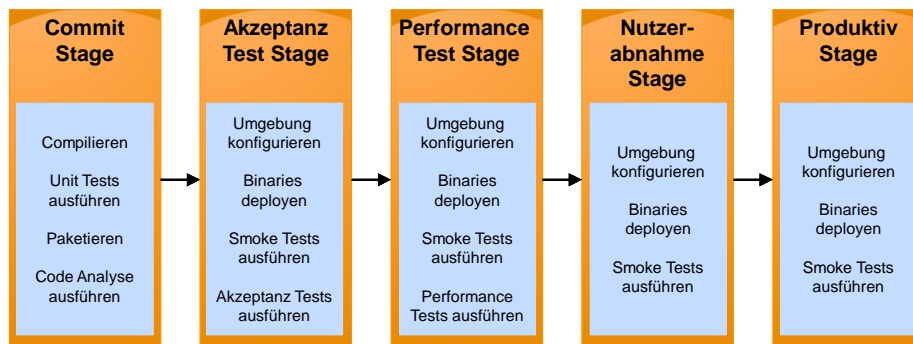 Commit
Stage
Compilieren
Unit Tests
ausführen
Paketieren
Code Analyse
ausführen
Akzeptanz
Test Stage
Umgebung
konfigurieren
Binaries
deployen
Smoke Tests
ausführen
Akzeptanz Tests
ausführen
Performance
Test Stage
Umgebung
konfigurieren
Binaries
deployen
Smoke Tests
ausführen
Performance
Tests ausführen
Nutzer-
abnahme
Stage
Umgebung
konfigurieren
Binaries
deployen
Smoke Tests
ausführen
Produktiv
Stage
Umgebung
konfigurieren
Binaries
deployen
Smoke Tests
ausführen